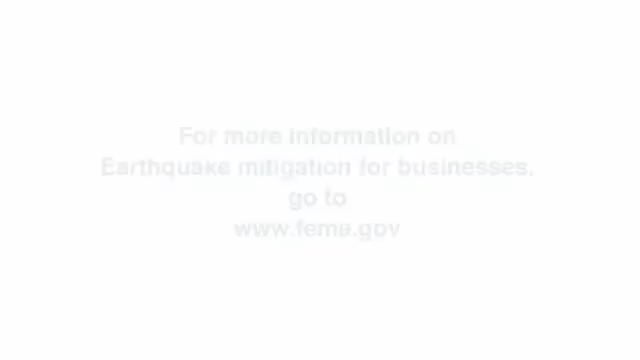 For more information on
Earthquake mitigation for businesses,
go to
www.fema.gov